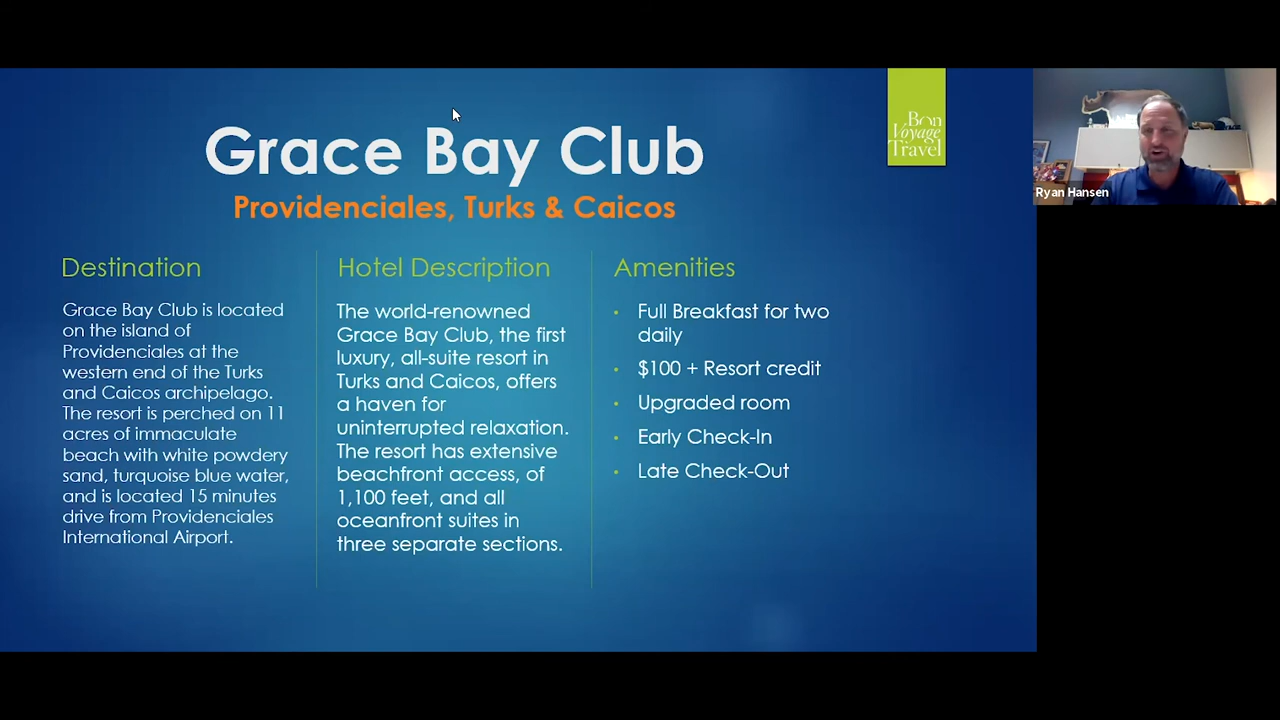 Grace Bay Club
Providenciales, Turks & Caicos
Bon
Voyage
Travel
Ryan Hansen
Destination
Grace Bay Club is located
on the island of
Providenciales at the
western end of the Turks
and Caicos archipelago.
The resort is perched on 11
acres of immaculate
beach with white powdery
sand, turquoise blue water,
and is located 15 minutes
drive from Providenciales
International Airport.
Hotel Description
The world-renowned
Grace Bay Club, the first
luxury, all-suite resort in
Turks and Caicos, offers
a haven for
uninterrupted relaxation.
The resort has extensive
beachfront access, of
1,100 feet, and all
oceanfront suites in
three separate sections.
Amenities
• Full Breakfast for two
daily
• $100 + Resort credit
• Upgraded room
• Early Check-In
• Late Check-Out